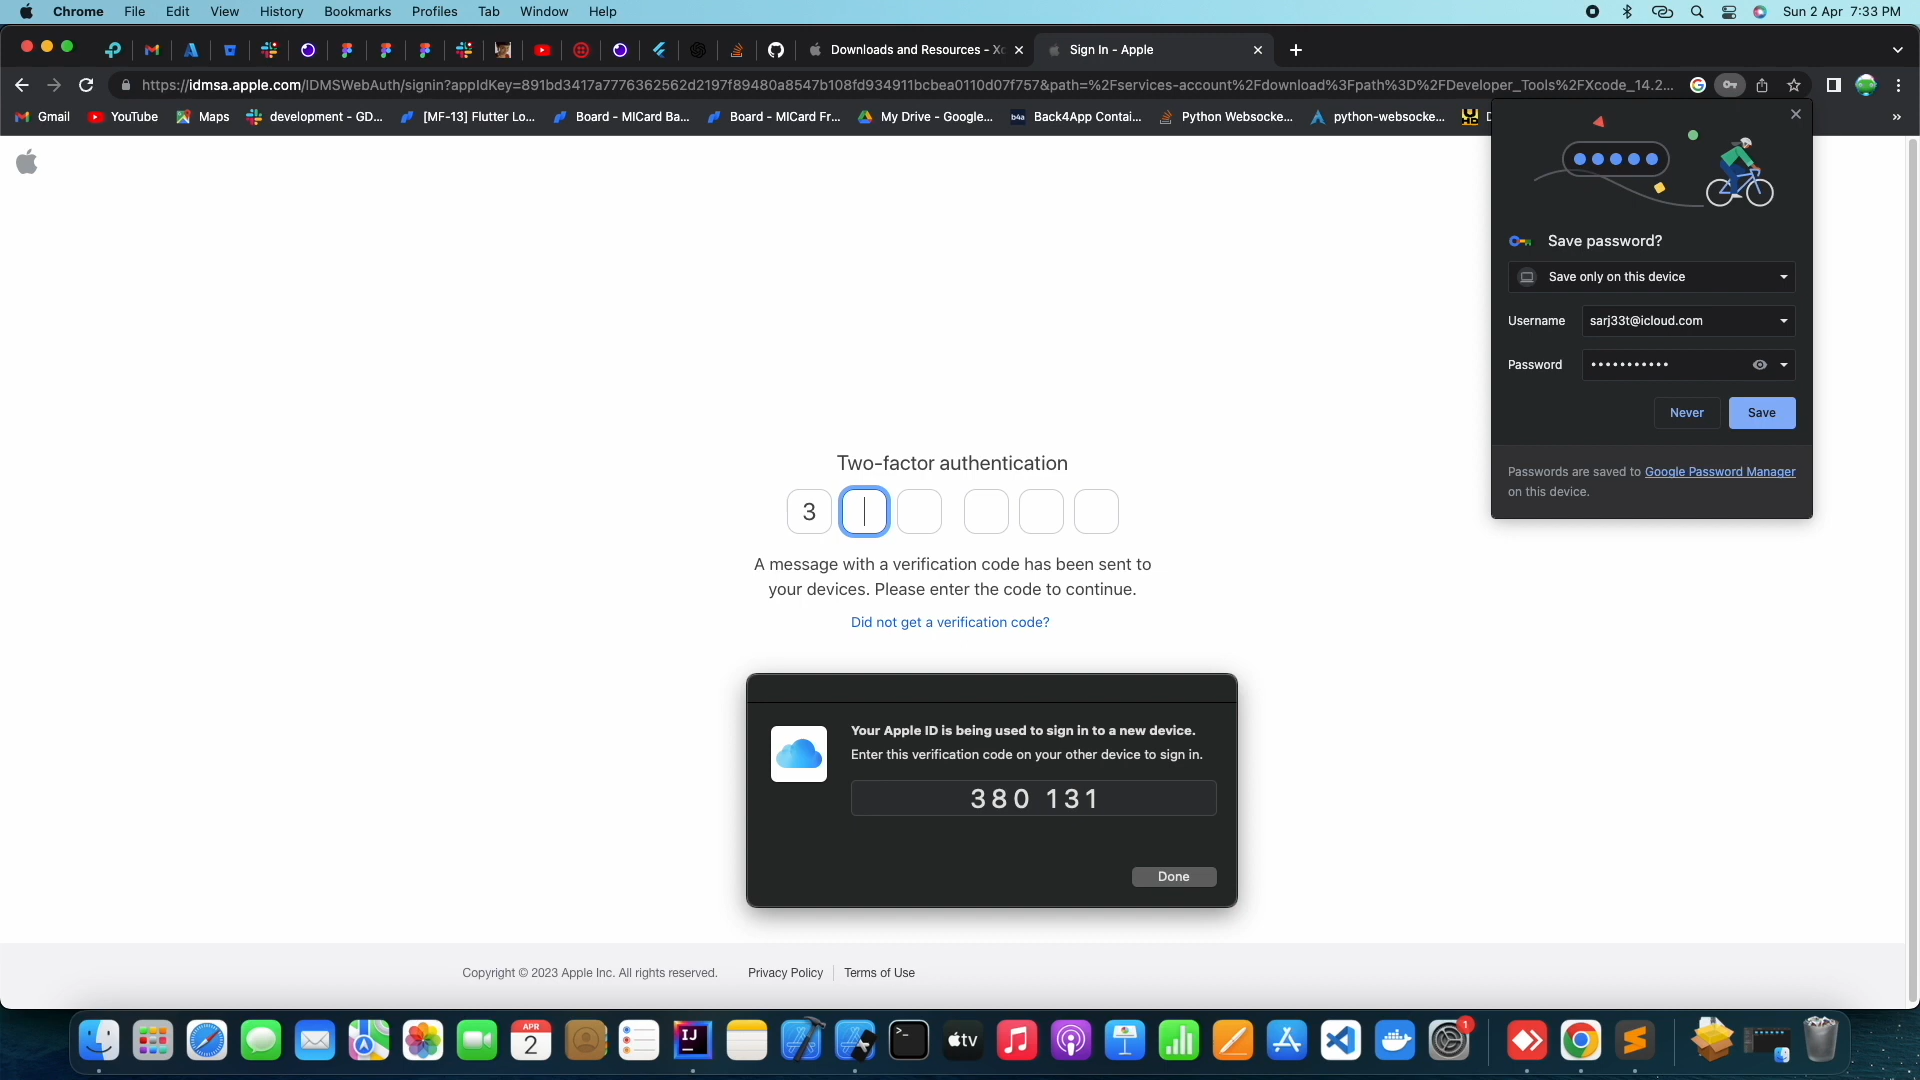 Chrome File Edit View History Bookmarks Profiles Tab Window Help Sun 2 Apr 7:33 PM
Downloads and Resources - Xc Sign In - Apple
https://idmsa.apple.com/IDMSWebAuth/signin?appIdKey=891bd3417a7776362562d2197f89480a8547b108fd934911bcbea0110d07f757&path=%2Fservices-account%2Fdownload%3Fpath%3D%2FDeveloper_Tools%2FXcode_14.2...
Gmail YouTube Maps development - GD... [MF-13] Flutter Lo... Board - MICard Ba... Board - MICard Fr... My Drive - Google... b4a Back4App Contai... Python Websocke... python-websocke...
Save password?
Save only on this device
Username sarj33t@icloud.com
Password •••••••••••
Never Save
Passwords are saved to Google Password Manager
on this device.
Two-factor authentication
3
A message with a verification code has been sent to
your devices. Please enter the code to continue.
Did not get a verification code?
Your Apple ID is being used to sign in to a new device.
Enter this verification code on your other device to sign in.
380 131
Done
Copyright © 2023 Apple Inc. All rights reserved. Privacy Policy Terms of Use
APR
2
IJ
tv
1